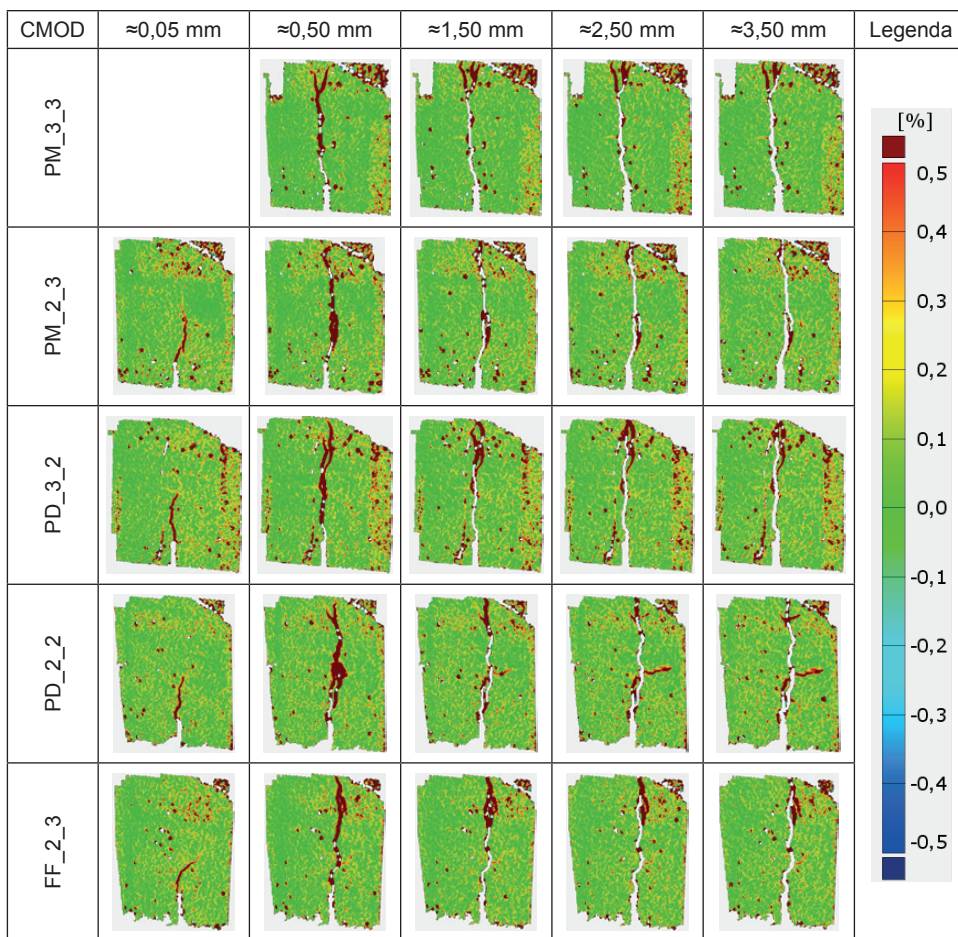 CMOD ≈0,05 mm ≈0,50 mm ≈1,50 mm ≈2,50 mm ≈3,50 mm Legenda
PM_3_3
PM_2_3
PD_3_2
PD_2_2
FF_2_3
[%]
0,5
0,4
0,3
0,2
0,1
0,0
-0,1
-0,2
-0,3
-0,4
-0,5